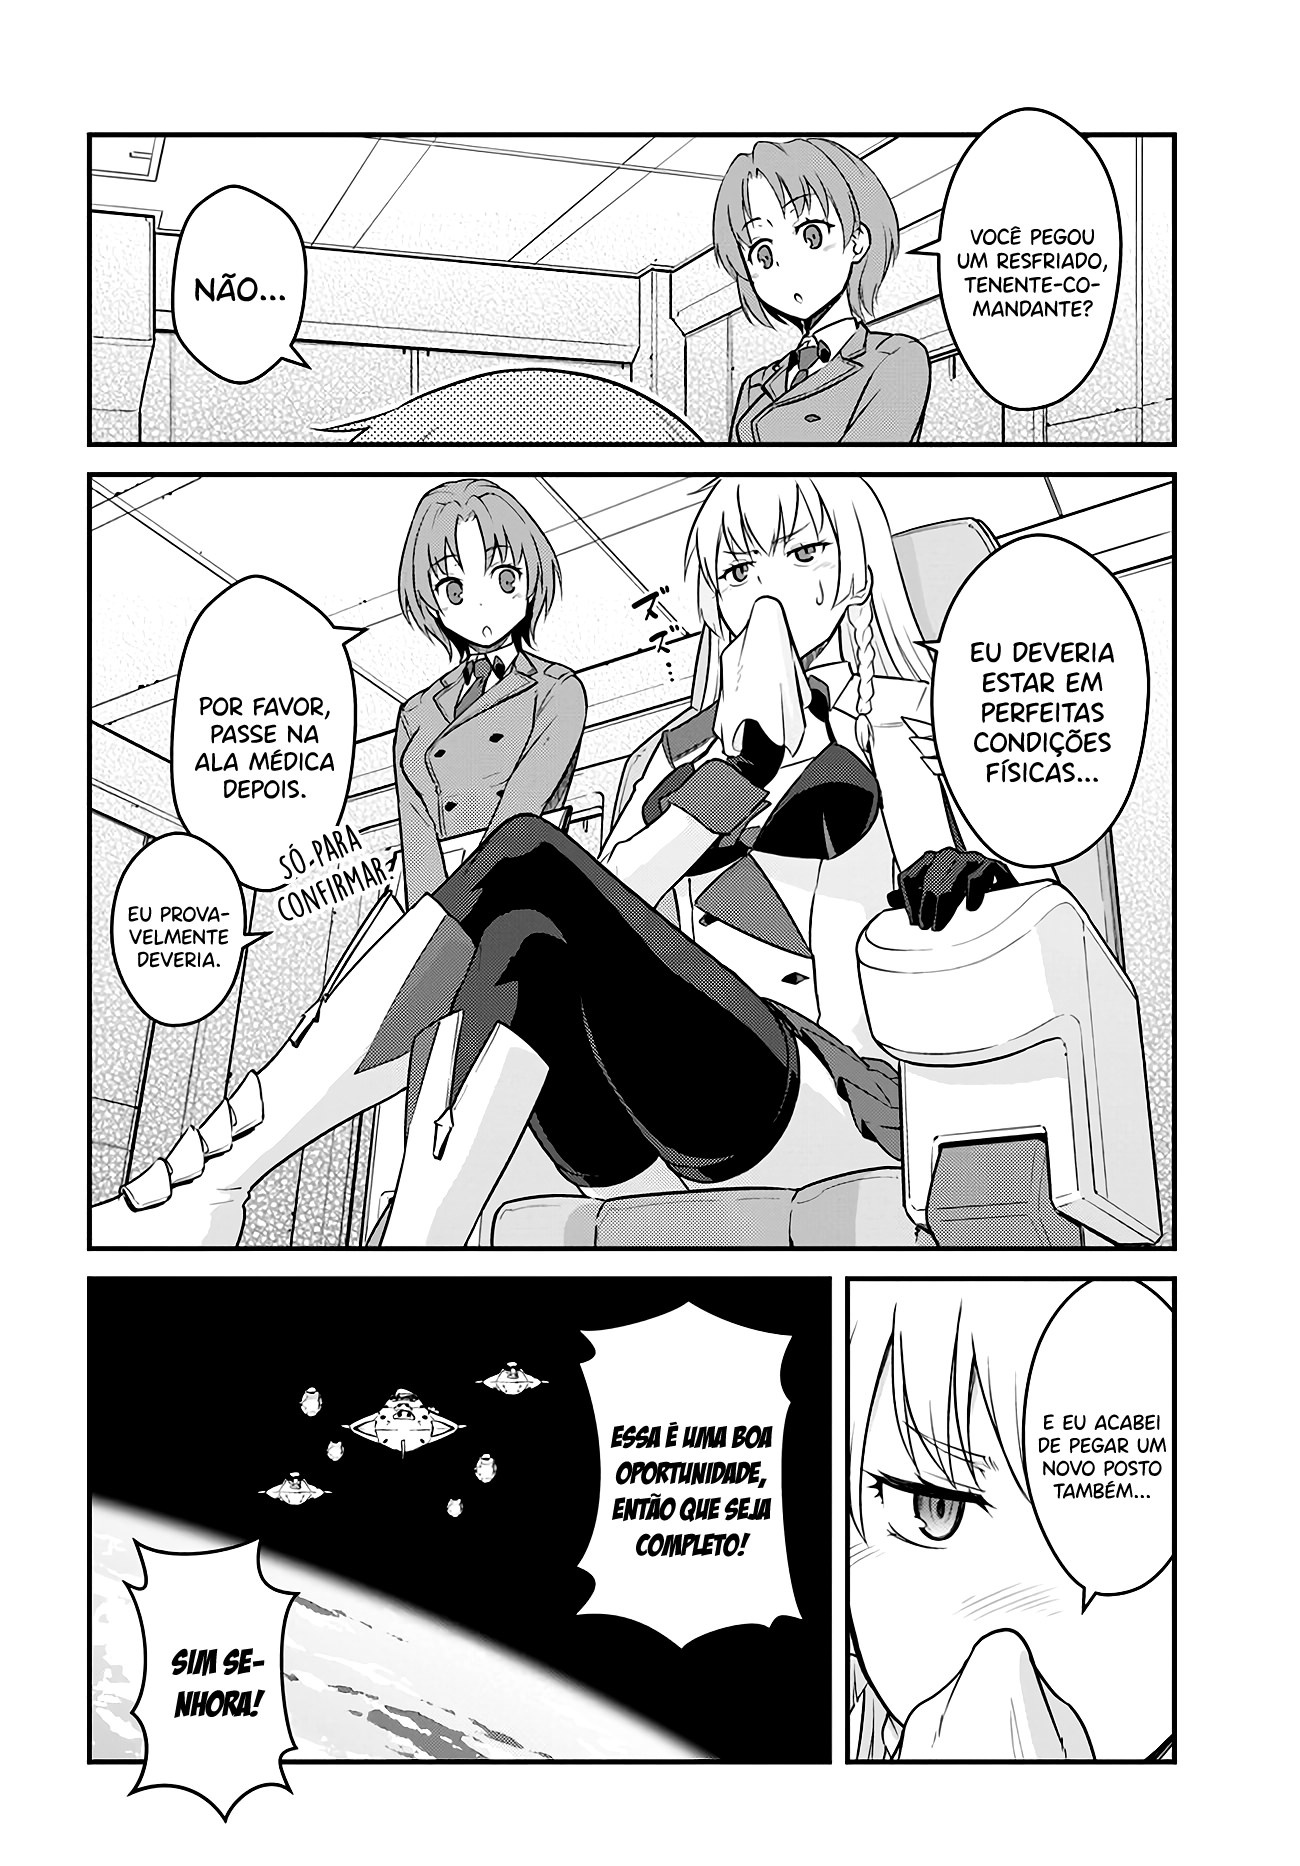 VOCÊ PEGOU
UM RESFRIADO,
TENENTE-CO-
MANDANTE?
NÃO...
EU DEVERIA
ESTAR EM
PERFEITAS
CONDIÇÕES
FÍSICAS...
ズ
ズ
POR FAVOR,
PASSE NA
ALA MÉDICA
DEPOIS.
SÓ PARA
CONFIRMAR?
EU PROVA-
VELMENTE
DEVERIA.
E EU ACABEI
DE PEGAR UM
NOVO POSTO
TAMBÉM...
ESSA É UMA BOA
OPORTUNIDADE,
ENTÃO QUE SEJA
COMPLETO!
SIM SE-
NHORA!